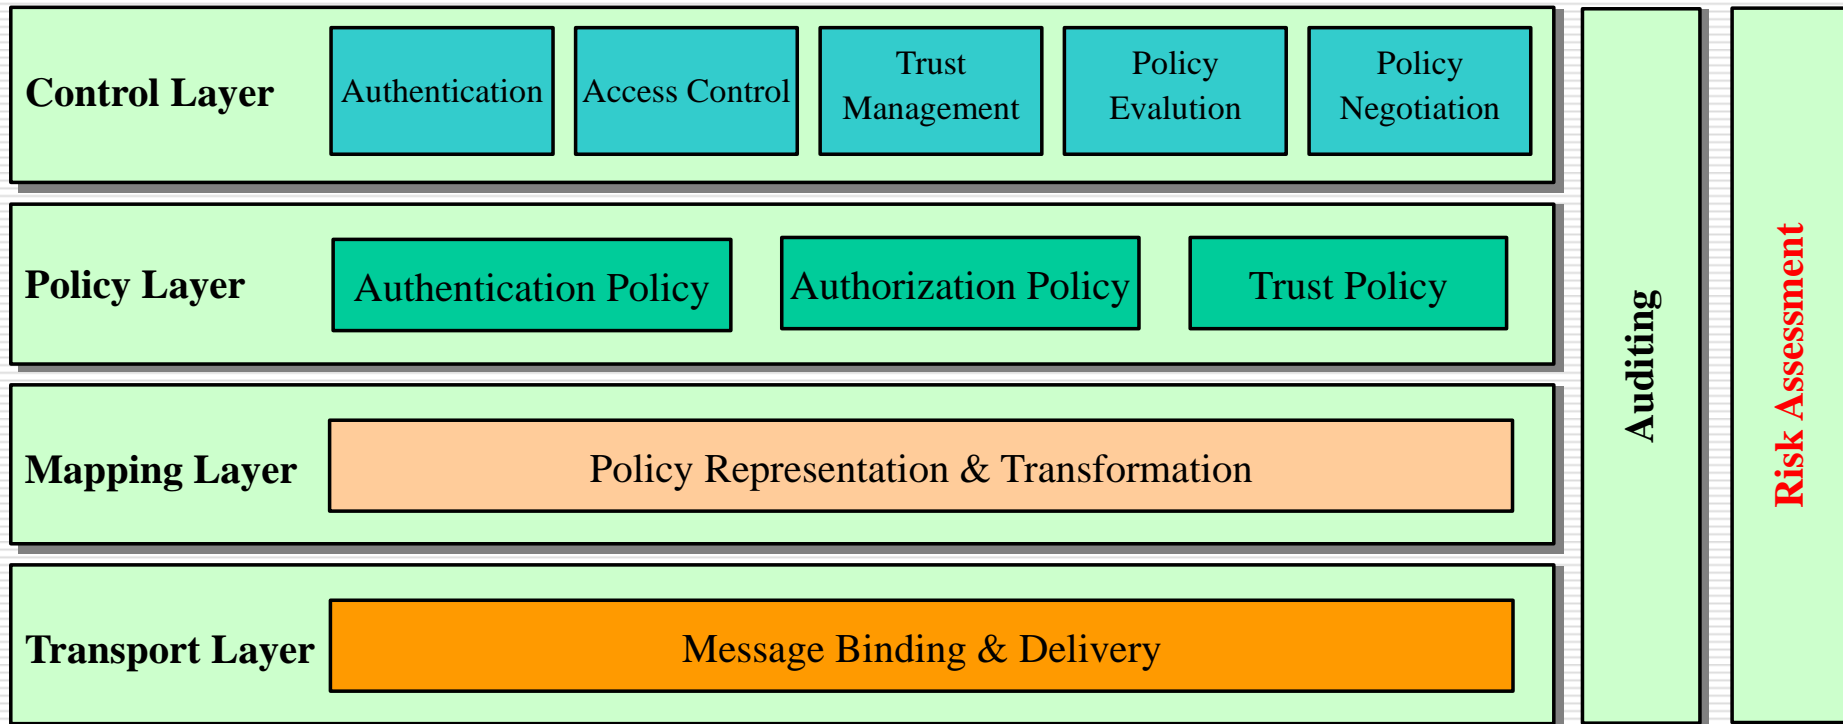 Control Layer
Authentication
Access Control
Trust
Management
Policy
Evalution
Policy
Negotiation
Policy Layer
Authentication Policy
Authorization Policy
Trust Policy
Mapping Layer
Policy Representation & Transformation
Transport Layer
Message Binding & Delivery
Auditing
Risk Assessment